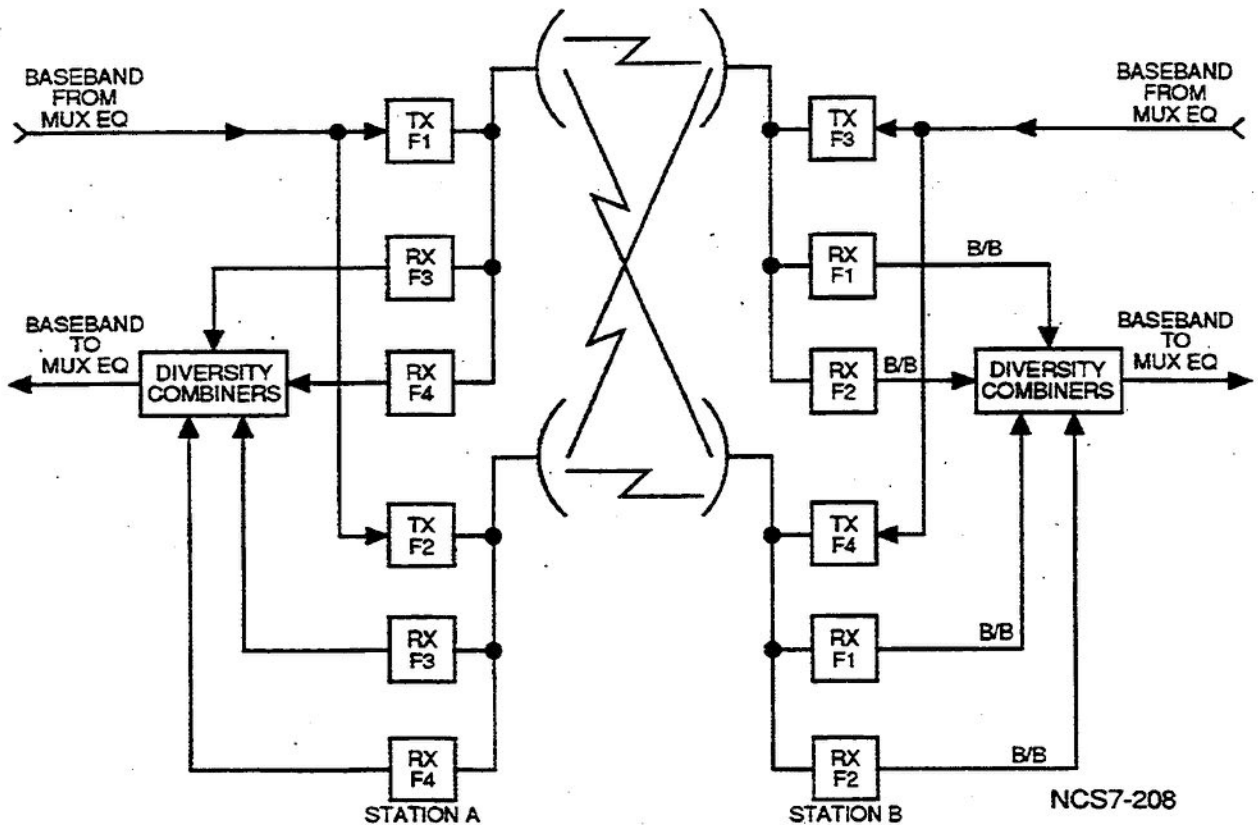 BASEBAND
FROM
MUX EQ
TX
F1
RX
F3
RX
F4
BASEBAND
TO
MUX EQ
DIVERSITY
COMBINERS
TX
F2
RX
F3
RX
F4
STATION A
BASEBAND
FROM
MUX EQ
TX
F3
RX
F1
B/B
RX
F2
B/B
BASEBAND
TO
MUX EQ
DIVERSITY
COMBINERS
TX
F4
RX
F1
B/B
RX
F2
B/B
STATION B
NCS7-208